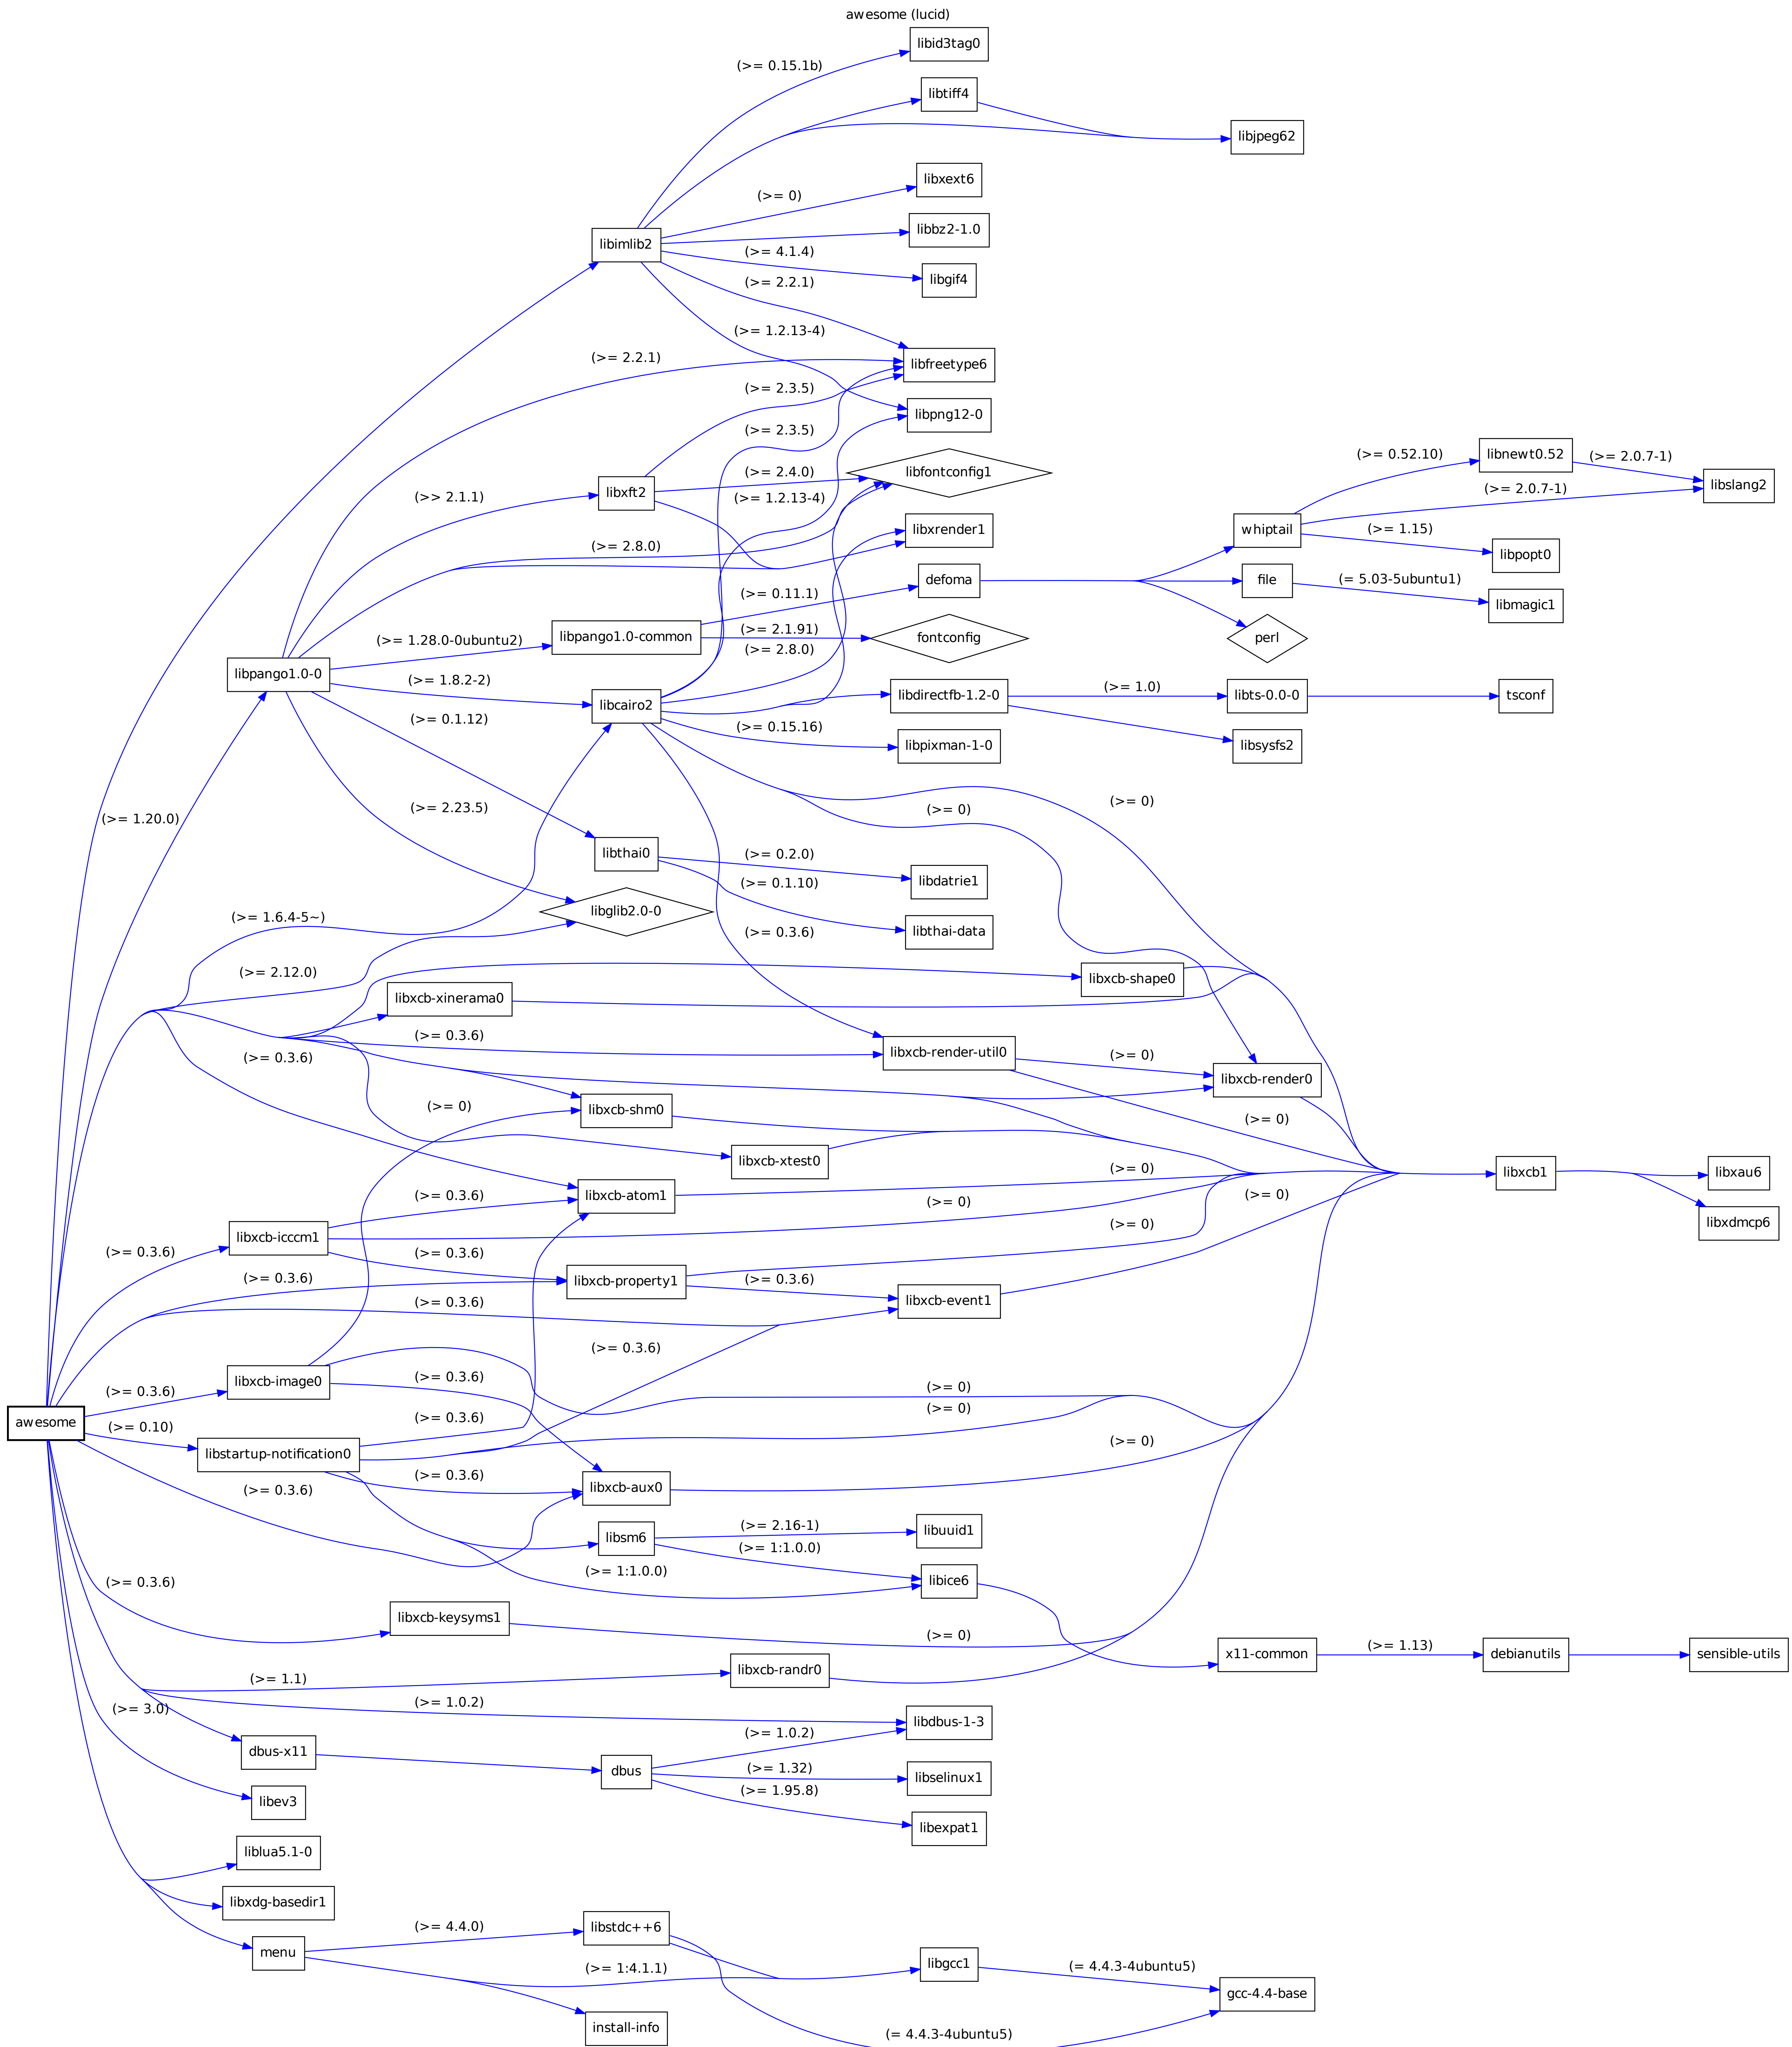 awesome (lucid)
libid3tag0
(>= 0.15.1b)
libtiff4
libjpeg62
libxext6
(>= 0)
libbz2-1.0
libimlib2
(>= 4.1.4)
libgif4
(>= 2.2.1)
(>= 1.2.13-4)
(>= 2.2.1)
libfreetype6
(>= 2.3.5)
libpng12-0
(>= 2.3.5)
(>= 0.52.10)
libnewt0.52
(>= 2.0.7-1)
(>= 2.4.0)
libfontconfig1
libslang2
(>> 2.1.1)
libxft2
(>= 1.2.13-4)
(>= 2.0.7-1)
libxrender1
whiptail
(>= 1.15)
(>= 2.8.0)
libpopt0
defoma
file
(= 5.03-5ubuntu1)
(>= 0.11.1)
libmagic1
(>= 1.28.0-0ubuntu2)
libpango1.0-common
(>= 2.1.91)
fontconfig
perl
(>= 2.8.0)
libpango1.0-0
(>= 1.8.2-2)
(>= 1.0)
libcairo2
libdirectfb-1.2-0
libts-0.0-0
tsconf
(>= 0.1.12)
(>= 0.15.16)
libpixman-1-0
libsysfs2
(>= 2.23.5)
(>= 0)
(>= 0)
(>= 1.20.0)
libthai0
(>= 0.2.0)
(>= 0.1.10)
libdatrie1
(>= 1.6.4-5~)
libglib2.0-0
libthai-data
(>= 0.3.6)
(>= 2.12.0)
libxcb-shape0
libxcb-xinerama0
(>= 0.3.6)
(>= 0.3.6)
libxcb-render-util0
(>= 0)
libxcb-render0
(>= 0)
libxcb-shm0
(>= 0)
libxcb-xtest0
(>= 0)
libxcb1
libxau6
(>= 0.3.6)
libxcb-atom1
(>= 0)
(>= 0)
libxdmcp6
(>= 0)
libxcb-icccm1
(>= 0.3.6)
(>= 0.3.6)
(>= 0.3.6)
libxcb-property1
(>= 0.3.6)
(>= 0.3.6)
libxcb-event1
(>= 0.3.6)
libxcb-image0
(>= 0.3.6)
(>= 0.3.6)
(>= 0)
(>= 0)
awesome
(>= 0.10)
(>= 0.3.6)
(>= 0)
libstartup-notification0
(>= 0.3.6)
(>= 0.3.6)
libxcb-aux0
libsm6
(>= 2.16-1)
libuuid1
(>= 1:1.0.0)
(>= 1:1.0.0)
libice6
(>= 0.3.6)
libxcb-keysyms1
(>= 0)
x11-common
(>= 1.13)
debianutils
sensible-utils
libxcb-randr0
(>= 1.1)
(>= 1.0.2)
(>= 3.0)
libdbus-1-3
(>= 1.0.2)
dbus-x11
dbus
(>= 1.32)
libselinux1
(>= 1.95.8)
libev3
libexpat1
liblua5.1-0
libxdg-basedir1
(>= 4.4.0)
libstdc++6
menu
(>= 1:4.1.1)
libgcc1
(= 4.4.3-4ubuntu5)
gcc-4.4-base
install-info
(= 4.4.3-4ubuntu5)